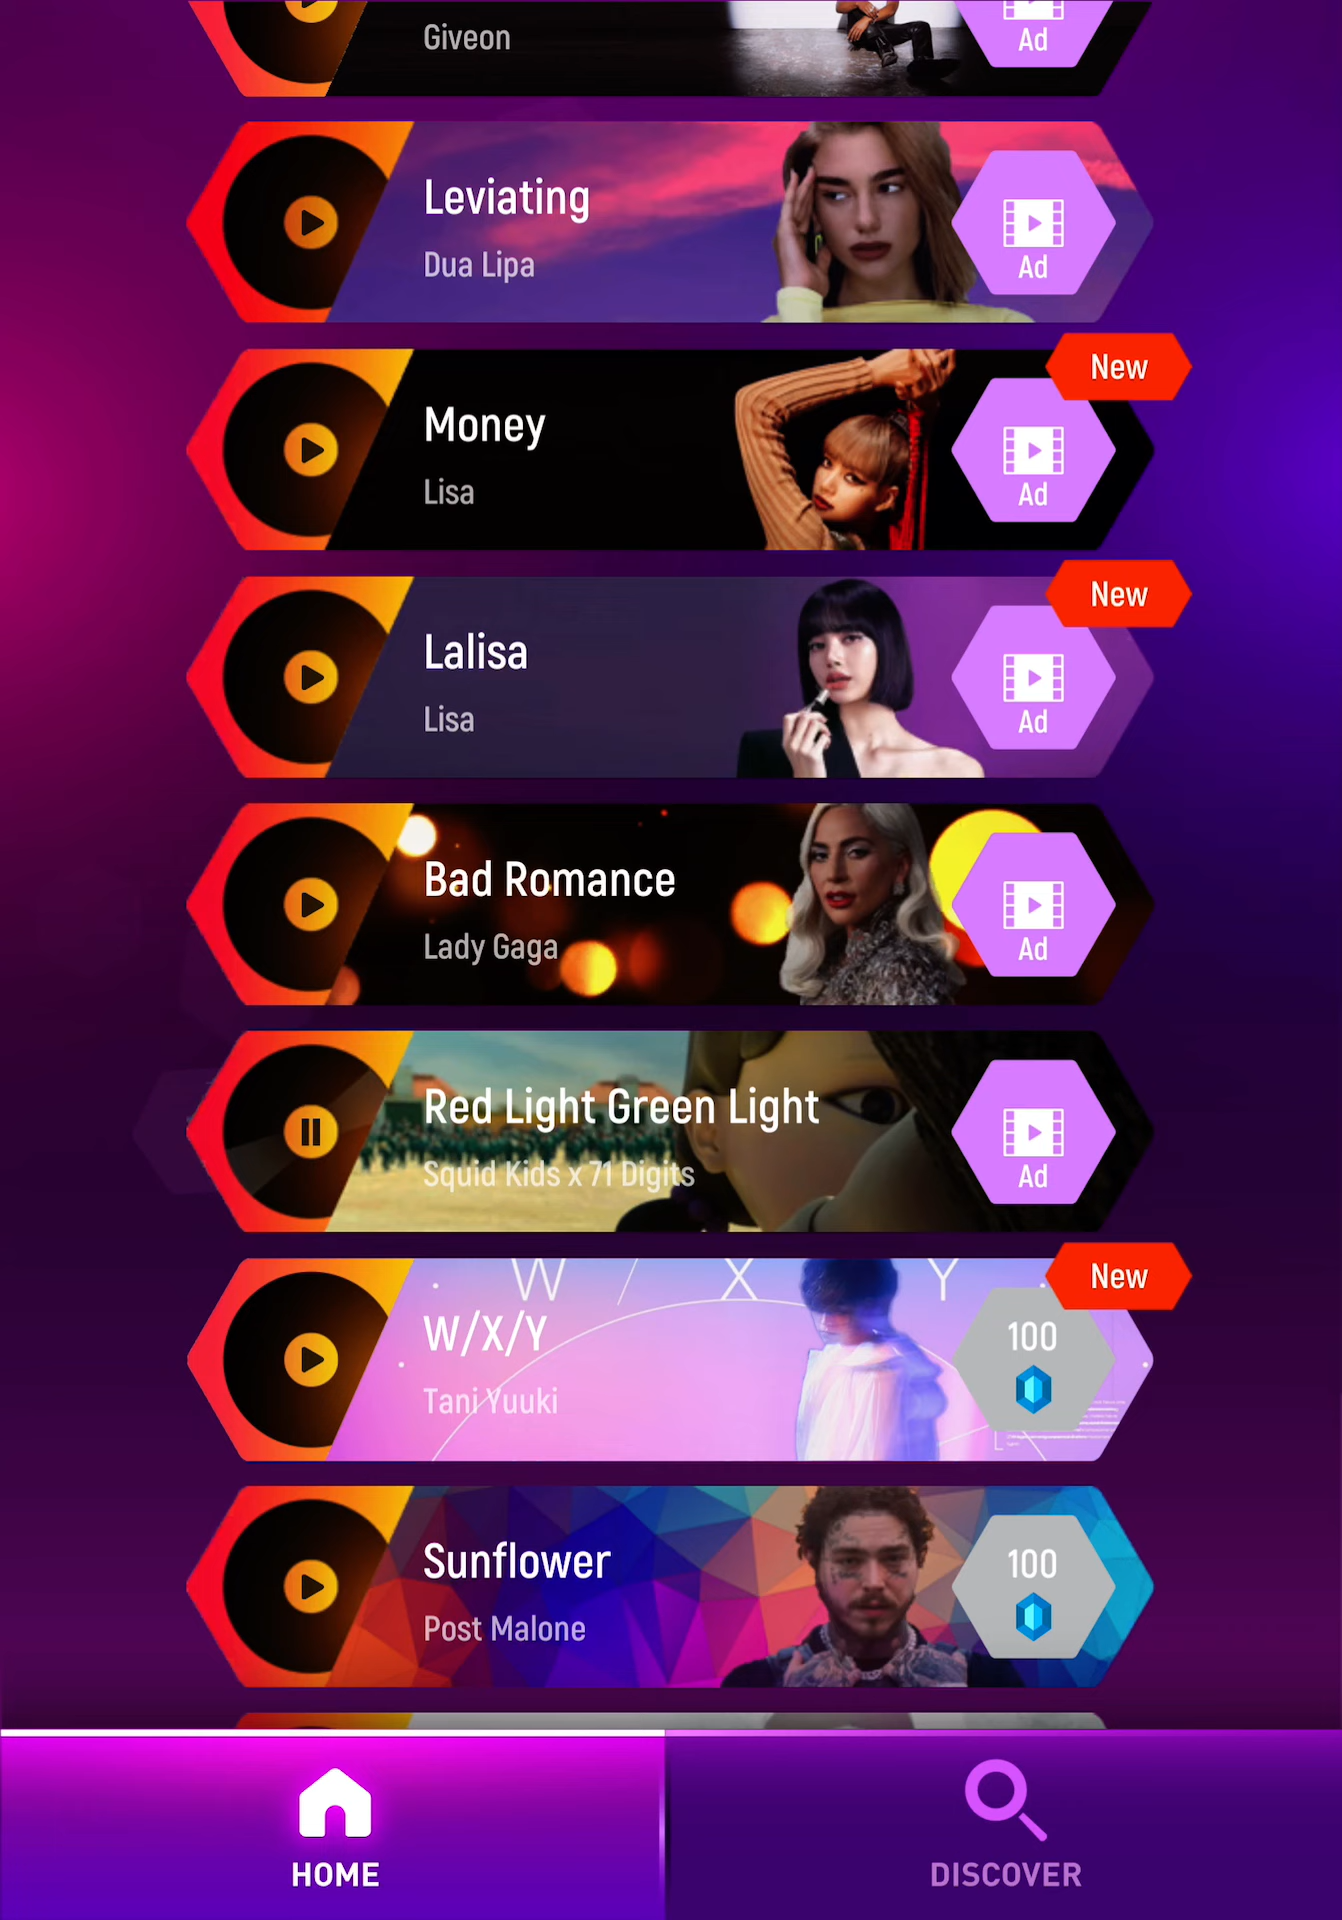 Giveon
Ad
Leviating
Dua Lipa
Ad
New
Money
Lisa
Ad
New
Lalisa
Lisa
Ad
Bad Romance
Lady Gaga
Ad
Red Light Green Light
Squid Kids x 71 Digits
Ad
W / X Y
New
W/X/Y
Tani Yuuki
100
Sunflower
Post Malone
100
HOME
DISCOVER